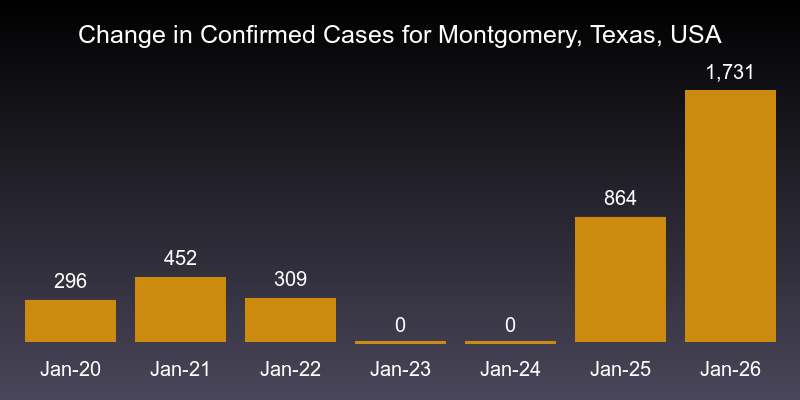 Change in Confirmed Cases for Montgomery, Texas, USA
296
452
309
0
0
864
1,731
Jan-20
Jan-21
Jan-22
Jan-23
Jan-24
Jan-25
Jan-26